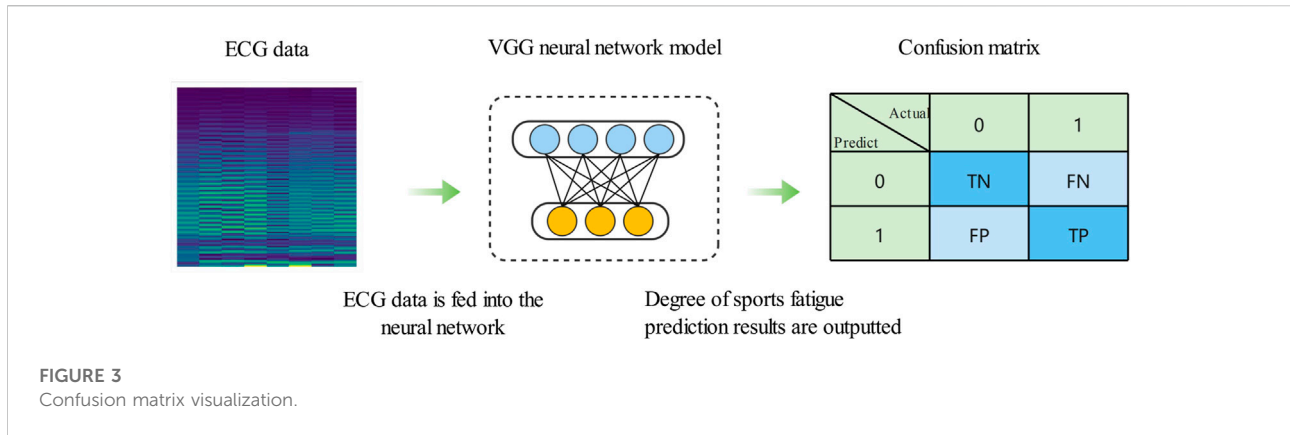 ECG data
VGG neural network model
Confusion matrix
Actual
Predict
0
1
0
TN
FN
1
FP
TP
ECG data is fed into the
neural network
Degree of sports fatigue
prediction results are outputted
FIGURE 3
Confusion matrix visualization.